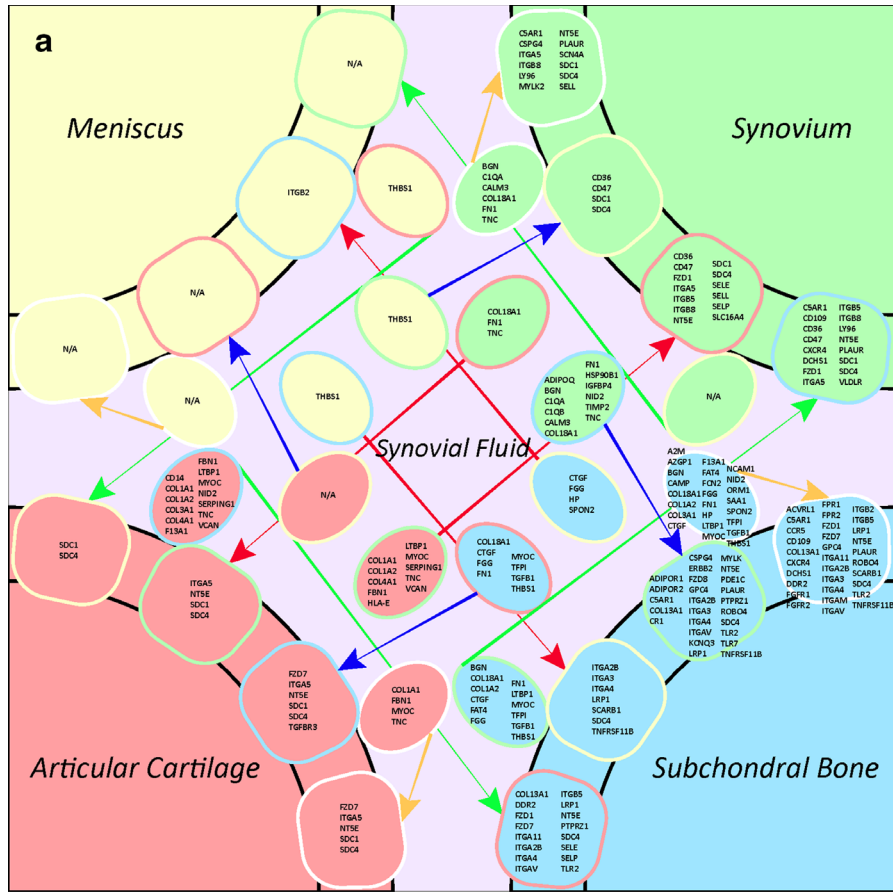 a
Meniscus
Synovium
Synovial Fluid
Articular Cartilage
Subchondral Bone
N/A
C5AR1
CSPG4
ITGA5
ITGB8
LY96
MYLK2
NT5E
PLAUR
SCN4A
SDC1
SDC4
SELL
ITGB2
THBS1
BGN
C1QA
CALM3
COL18A1
FN1
TNC
CD36
CD47
SDC1
SDC4
N/A
THBS1
COL18A1
FN1
TNC
CD36
CD47
FZD1
ITGA5
ITGB5
ITGB8
NT5E
SDC1
SDC4
SELE
SELL
SELP
SLC16A4
N/A
C5AR1
CD109
CD36
CD47
CXCR4
DCHS1
FZD1
ITGA5
ITGB5
ITGB8
LY96
NT5E
PLAUR
SDC1
SDC4
VLDLR
N/A
THBS1
ADIPOQ
BGN
C1QA
C1QB
CALM3
COL18A1
FN1
HSP90B1
IGFBP4
NID2
TIMP2
TNC
N/A
CD14
COL1A1
COL1A2
COL3A1
COL4A1
F13A1
FBN1
LTBP1
MYOC
NID2
SERPING1
TNC
VCAN
N/A
CTGF
FGG
HP
SPON2
A2M
AZGP1
BGN
CAMP
COL18A1
COL1A2
COL3A1
CTGF
F13A1
FAT4
FCN2
FGG
FN1
HP
LTBP1
MYOC
NCAM1
NID2
ORM1
SAA1
SPON2
TFPI
TGFB1
THBS1
SDC1
SDC4
ITGA5
NT5E
SDC1
SDC4
COL1A1
COL1A2
COL4A1
FBN1
HLA-E
LTBP1
MYOC
SERPING1
TNC
VCAN
COL18A1
CTGF
FGG
FN1
MYOC
TFPI
TGFB1
THBS1
ADIPOR1
ADIPOR2
C5AR1
COL13A1
CR1
CSPG4
ERBB2
FZD8
GPC4
ITGA2B
ITGA3
ITGA4
ITGAV
KCNQ3
LRP1
MYLK
NT5E
PDE1C
PLAUR
PTPRZ1
ROBO4
SDC4
TLR2
TLR7
TNFRSF11B
ACVRL1
C5AR1
CCR5
CD109
COL13A1
CXCR4
DCHS1
DDR2
FGFR1
FGFR2
FPR1
FPR2
FZD1
FZD7
GPC4
ITGA11
ITGA2B
ITGA3
ITGA4
ITGAM
ITGAV
ITGB2
ITGB5
LRP1
NT5E
PLAUR
ROBO4
SCARB1
SDC4
TLR2
TNFRSF11B
FZD7
ITGA5
NT5E
SDC1
SDC4
TGFBR3
COL1A1
FBN1
MYOC
TNC
BGN
COL18A1
COL1A2
CTGF
FAT4
FGG
FN1
LTBP1
MYOC
TFPI
TGFB1
THBS1
ITGA2B
ITGA3
ITGA4
LRP1
SCARB1
SDC4
TNFRSF11B
FZD7
ITGA5
NT5E
SDC1
SDC4
COL13A1
DDR2
FZD1
FZD7
ITGA11
ITGA2B
ITGA4
ITGAV
ITGB5
LRP1
NT5E
PTPRZ1
SDC4
SELE
SELP
TLR2